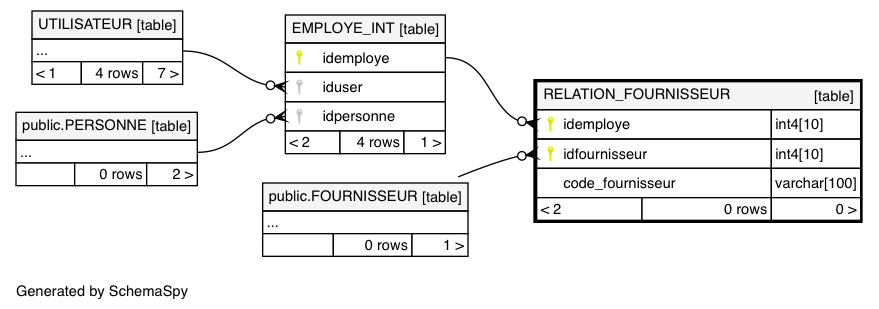 UTILISATEUR [table]
...
< 1 4 rows 7 >
public.PERSONNE [table]
...
0 rows 2 >
EMPLOYE_INT [table]
idemploye
iduser
idpersonne
< 2 4 rows 1 >
public.FOURNISSEUR [table]
...
0 rows 1 >
RELATION_FOURNISSEUR [table]
idemploye int4[10]
idfournisseur int4[10]
code_fournisseur varchar[100]
< 2 0 rows 0 >
Generated by SchemaSpy